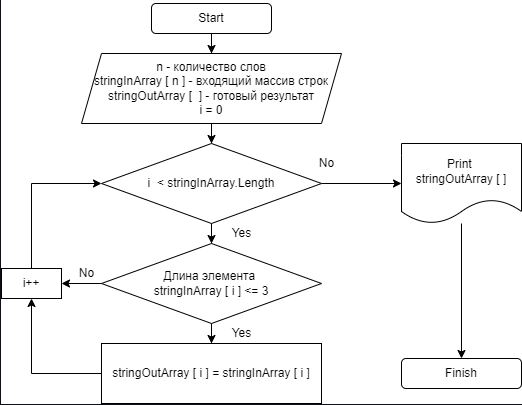 Start
n - количество слов
stringInArray [ n ] - входящий массив строк
stringOutArray [  ] - готовый результат
i = 0
i  < stringInArray.Length
No
Print
stringOutArray [ ]
Yes
i++
No
Длина элемента
stringInArray [ i ] <= 3
Yes
stringOutArray [ i ] = stringInArray [ i ]
Finish